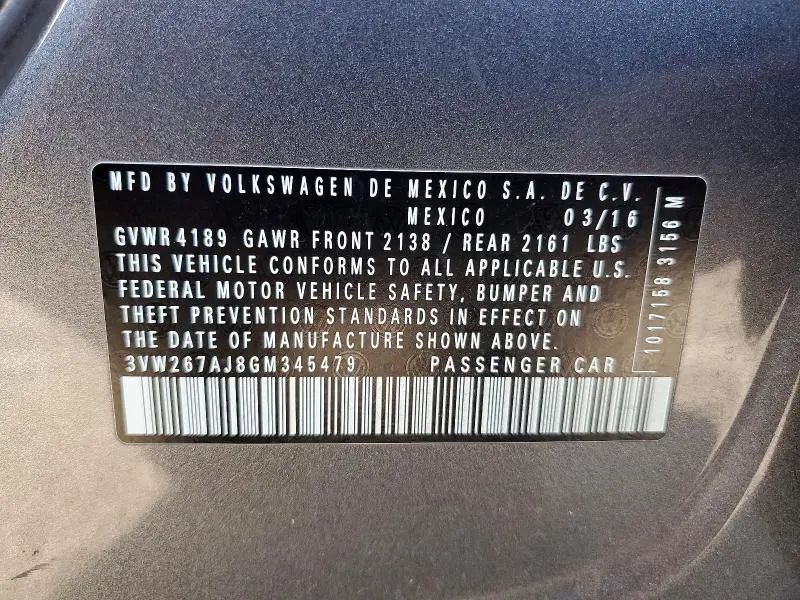 MFD BY VOLKSWAGEN DE MEXICO S.A. DE C.V.
MEXICO 03/16
GVWR 4189 GAWR FRONT 2138 / REAR 2161 LBS
THIS VEHICLE CONFORMS TO ALL APPLICABLE U.S.
FEDERAL MOTOR VEHICLE SAFETY, BUMPER AND
THEFT PREVENTION STANDARDS IN EFFECT ON
THE DATE OF MANUFACTURE SHOWN ABOVE.
3VW267AJ8GM345479 PASSENGER CAR
1017158 3156 M